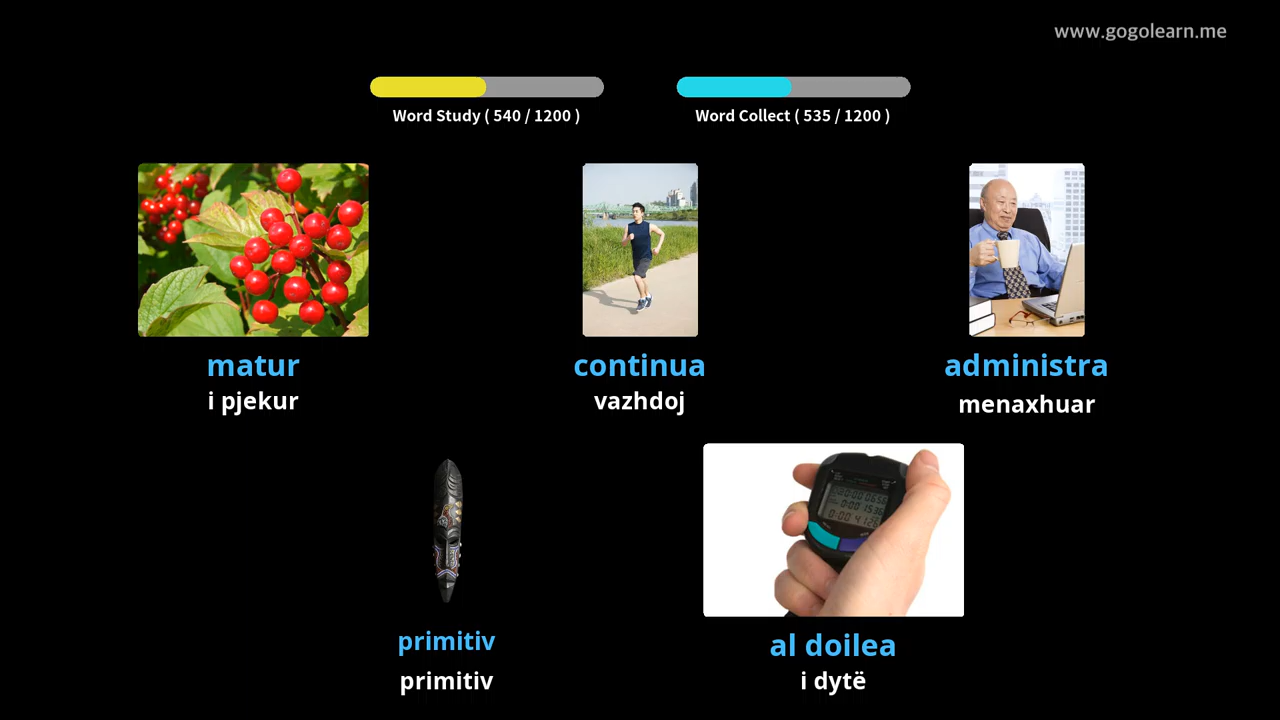 www.gogolearn.me
Word Study ( 540 / 1200 )
Word Collect ( 535 / 1200 )
matur
i pjekur
continua
vazhdoj
administra
menaxhuar
primitiv
primitiv
al doilea
i dytë